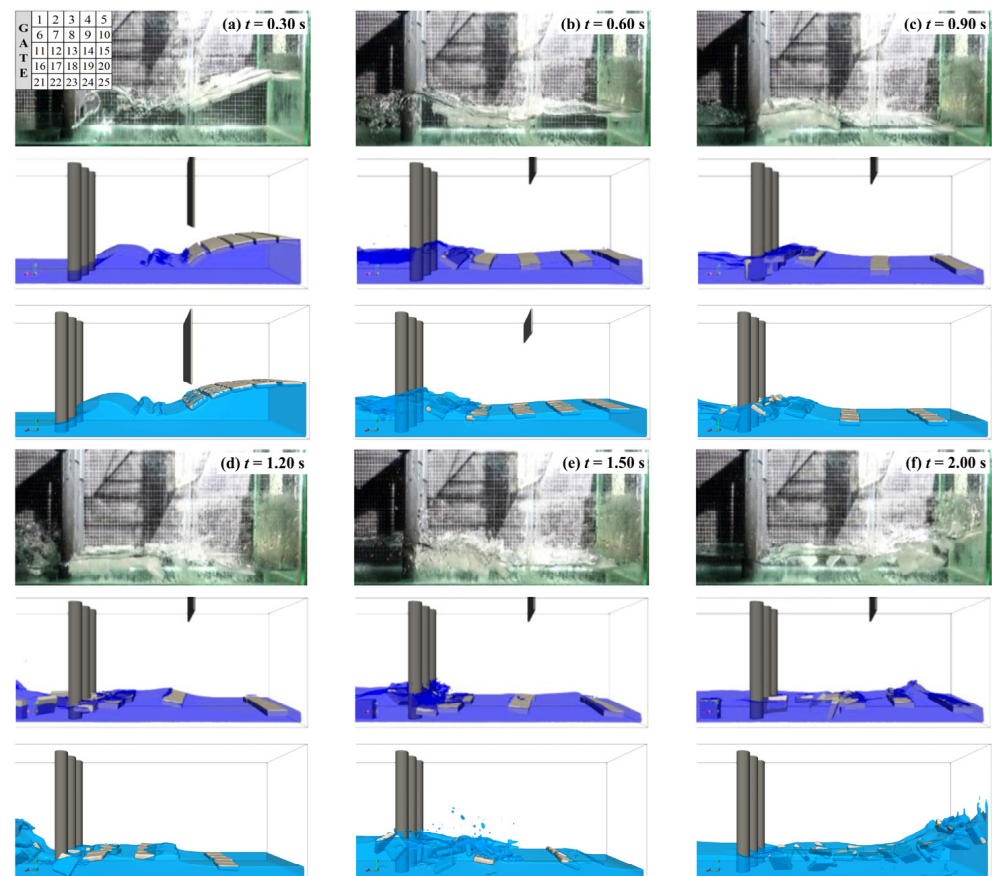 GATE
1 2 3 4 5
6 7 8 9 10
11 12 13 14 15
16 17 18 19 20
21 22 23 24 25
(a) t = 0.30 s
(b) t = 0.60 s
(c) t = 0.90 s
(d) t = 1.20 s
(e) t = 1.50 s
(f) t = 2.00 s